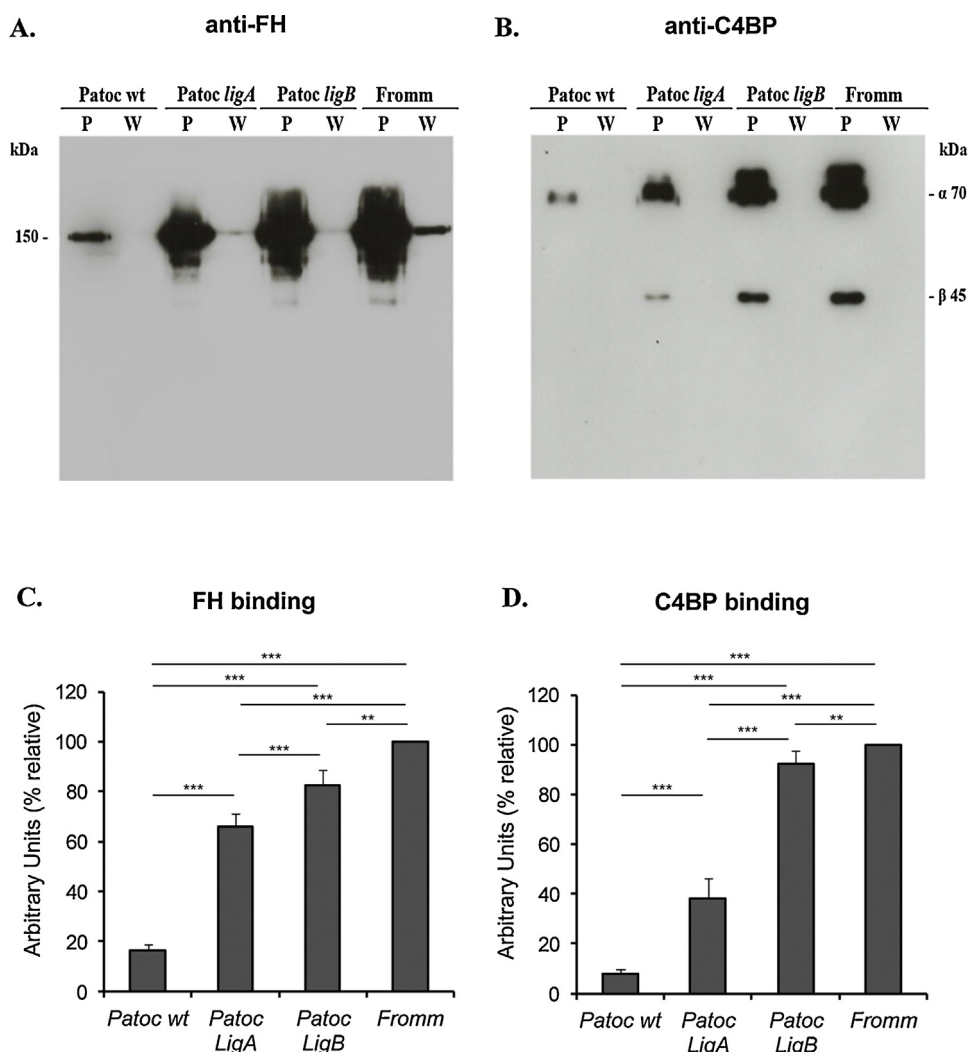 A.
anti-FH
Patoc wt Patoc ligA Patoc ligB Fromm
P W P W P W P W
kDa
150 -
B.
anti-C4BP
Patoc wt Patoc ligA Patoc ligB Fromm
P W P W P W P W
kDa
- α 70
- β 45
C.
FH binding
***
***
***
**
***
***
Arbitrary Units (% relative)
120
100
80
60
40
20
0
Patoc wt Patoc LigA Patoc LigB Fromm
D.
C4BP binding
***
***
***
**
***
***
Arbitrary Units (% relative)
120
100
80
60
40
20
0
Patoc wt Patoc LigA Patoc LigB Fromm